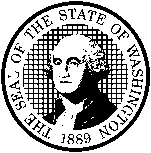 THE SEAL OF THE STATE OF WASHINGTON
1889